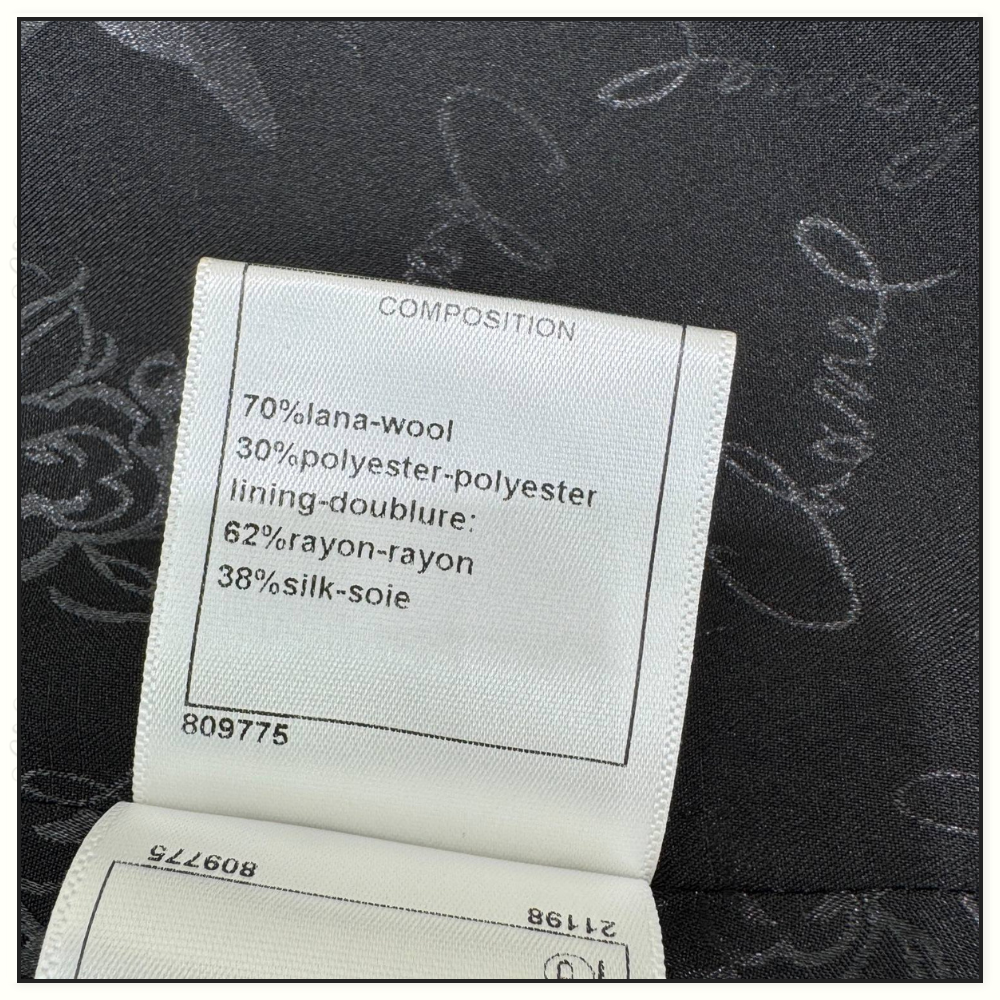 COMPOSITION
70%lana-wool
30%polyester-polyester
lining-doublure:
62%rayon-rayon
38%silk-soie
809775
809775
21198